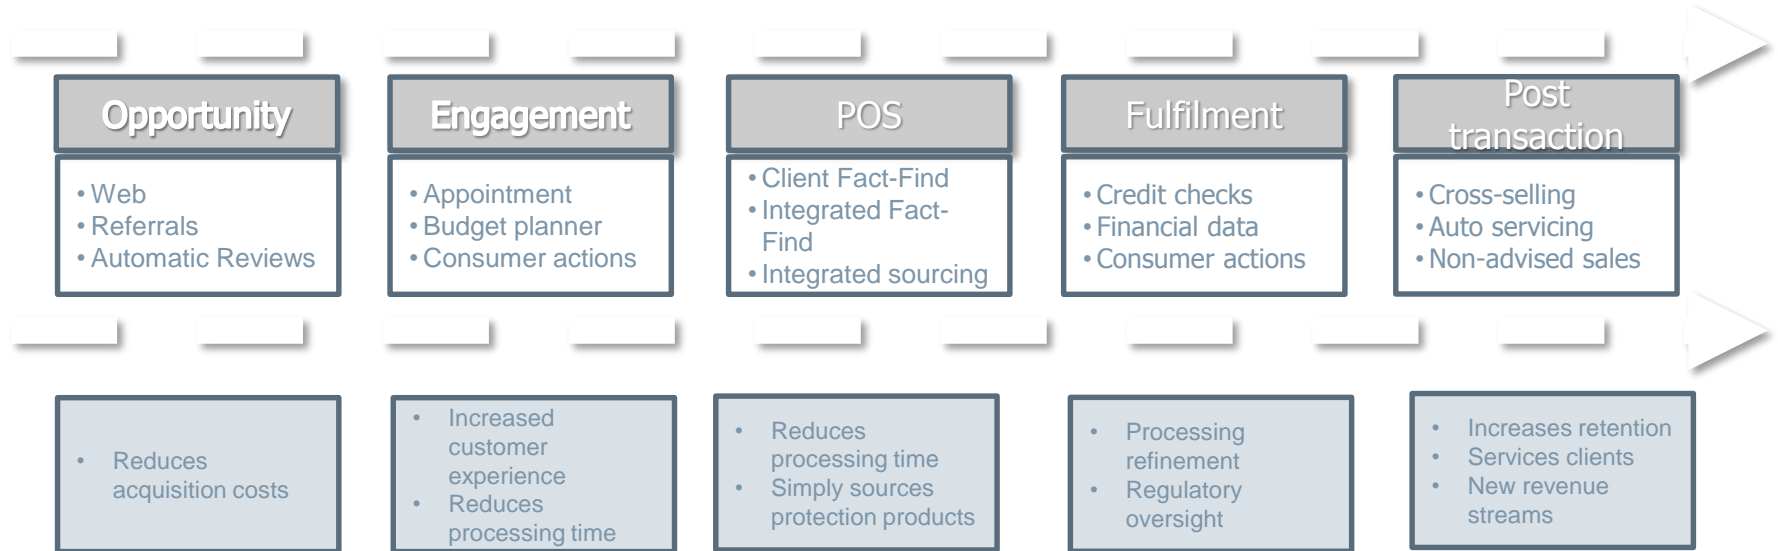 Opportunity
• Web
• Referrals
• Automatic Reviews
Engagement
• Appointment
• Budget planner
• Consumer actions
POS
• Client Fact-Find
• Integrated Fact-
Find
• Integrated sourcing
Fulfilment
• Credit checks
• Financial data
• Consumer actions
Post
transaction
• Cross-selling
• Auto servicing
• Non-advised sales
• Reduces
acquisition costs
• Increased
customer
experience
• Reduces
processing time
• Reduces
processing time
• Simply sources
protection products
• Processing
refinement
• Regulatory
oversight
• Increases retention
• Services clients
• New revenue
streams